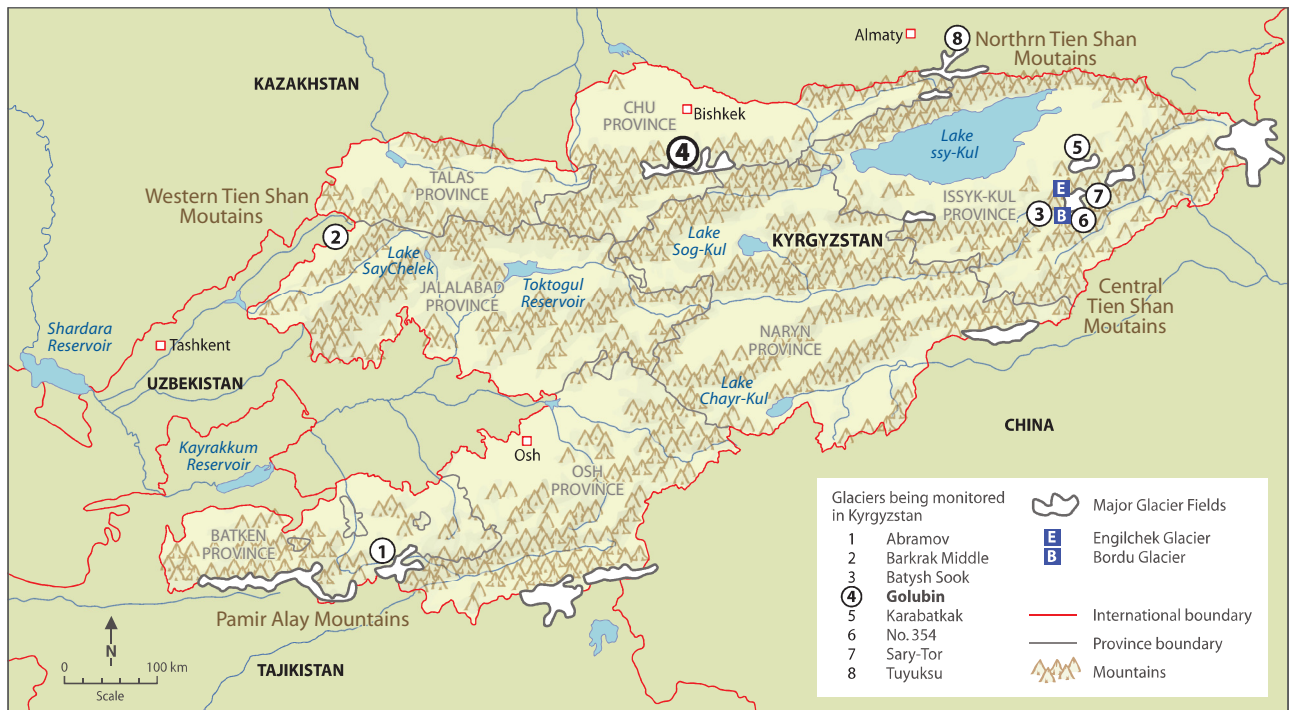 Almaty
8
Northrn Tien Shan
Moutains
KAZAKHSTAN
CHU
PROVINCE
Bishkek
4
Lake
ssy-Kul
5
TALAS
PROVINCE
Western Tien Shan
Moutains
E
7
ISSYK-KUL
PROVINCE
3
B
6
2
Lake
SayChelek
Lake
Sog-Kul
KYRGYZSTAN
JALALABAD
PROVINCE
Toktogul
Reservoir
Central
Tien Shan
Moutains
Shardara
Reservoir
Tashkent
NARYN
PROVINCE
UZBEKISTAN
Lake
Chayr-Kul
CHINA
Kayrakkum
Reservoir
Osh
OSH
PROVINCE
BATKEN
PROVINCE
1
Pamir Alay Mountains
TAJIKISTAN
N
0 100 km
Scale
Glaciers being monitored
in Kyrgyzstan
1 Abramov
2 Barkrak Middle
3 Batysh Sook
4 Golubin
5 Karabatkak
6 No. 354
7 Sary-Tor
8 Tuyuksu
Major Glacier Fields
E Engilchek Glacier
B Bordu Glacier
International boundary
Province boundary
Mountains